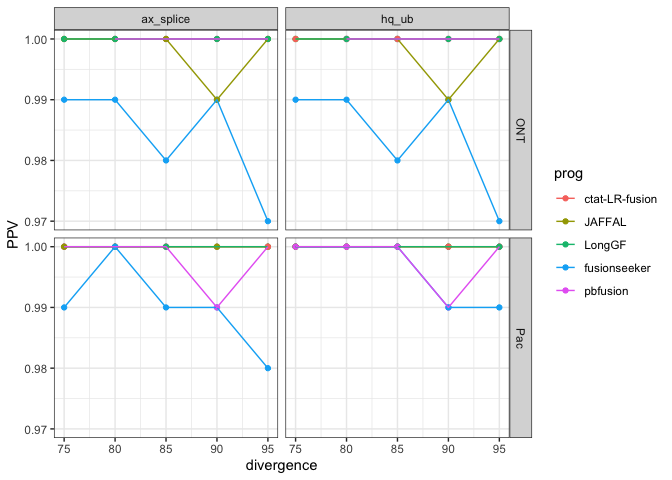 ax_splice
hq_ub
1.00
0.99
0.98
0.97
ONT
1.00
0.99
0.98
0.97
Pac
75 80 85 90 95
75 80 85 90 95
divergence
PPV
prog
ctat-LR-fusion
JAFFAL
LongGF
fusionseeker
pbfusion